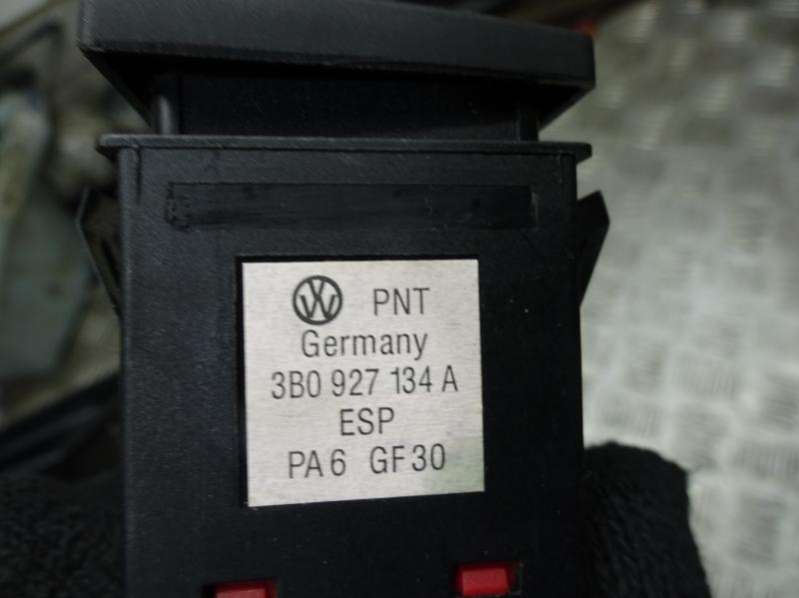 PNT
Germany
3B0 927 134 A
ESP
PA6 GF30